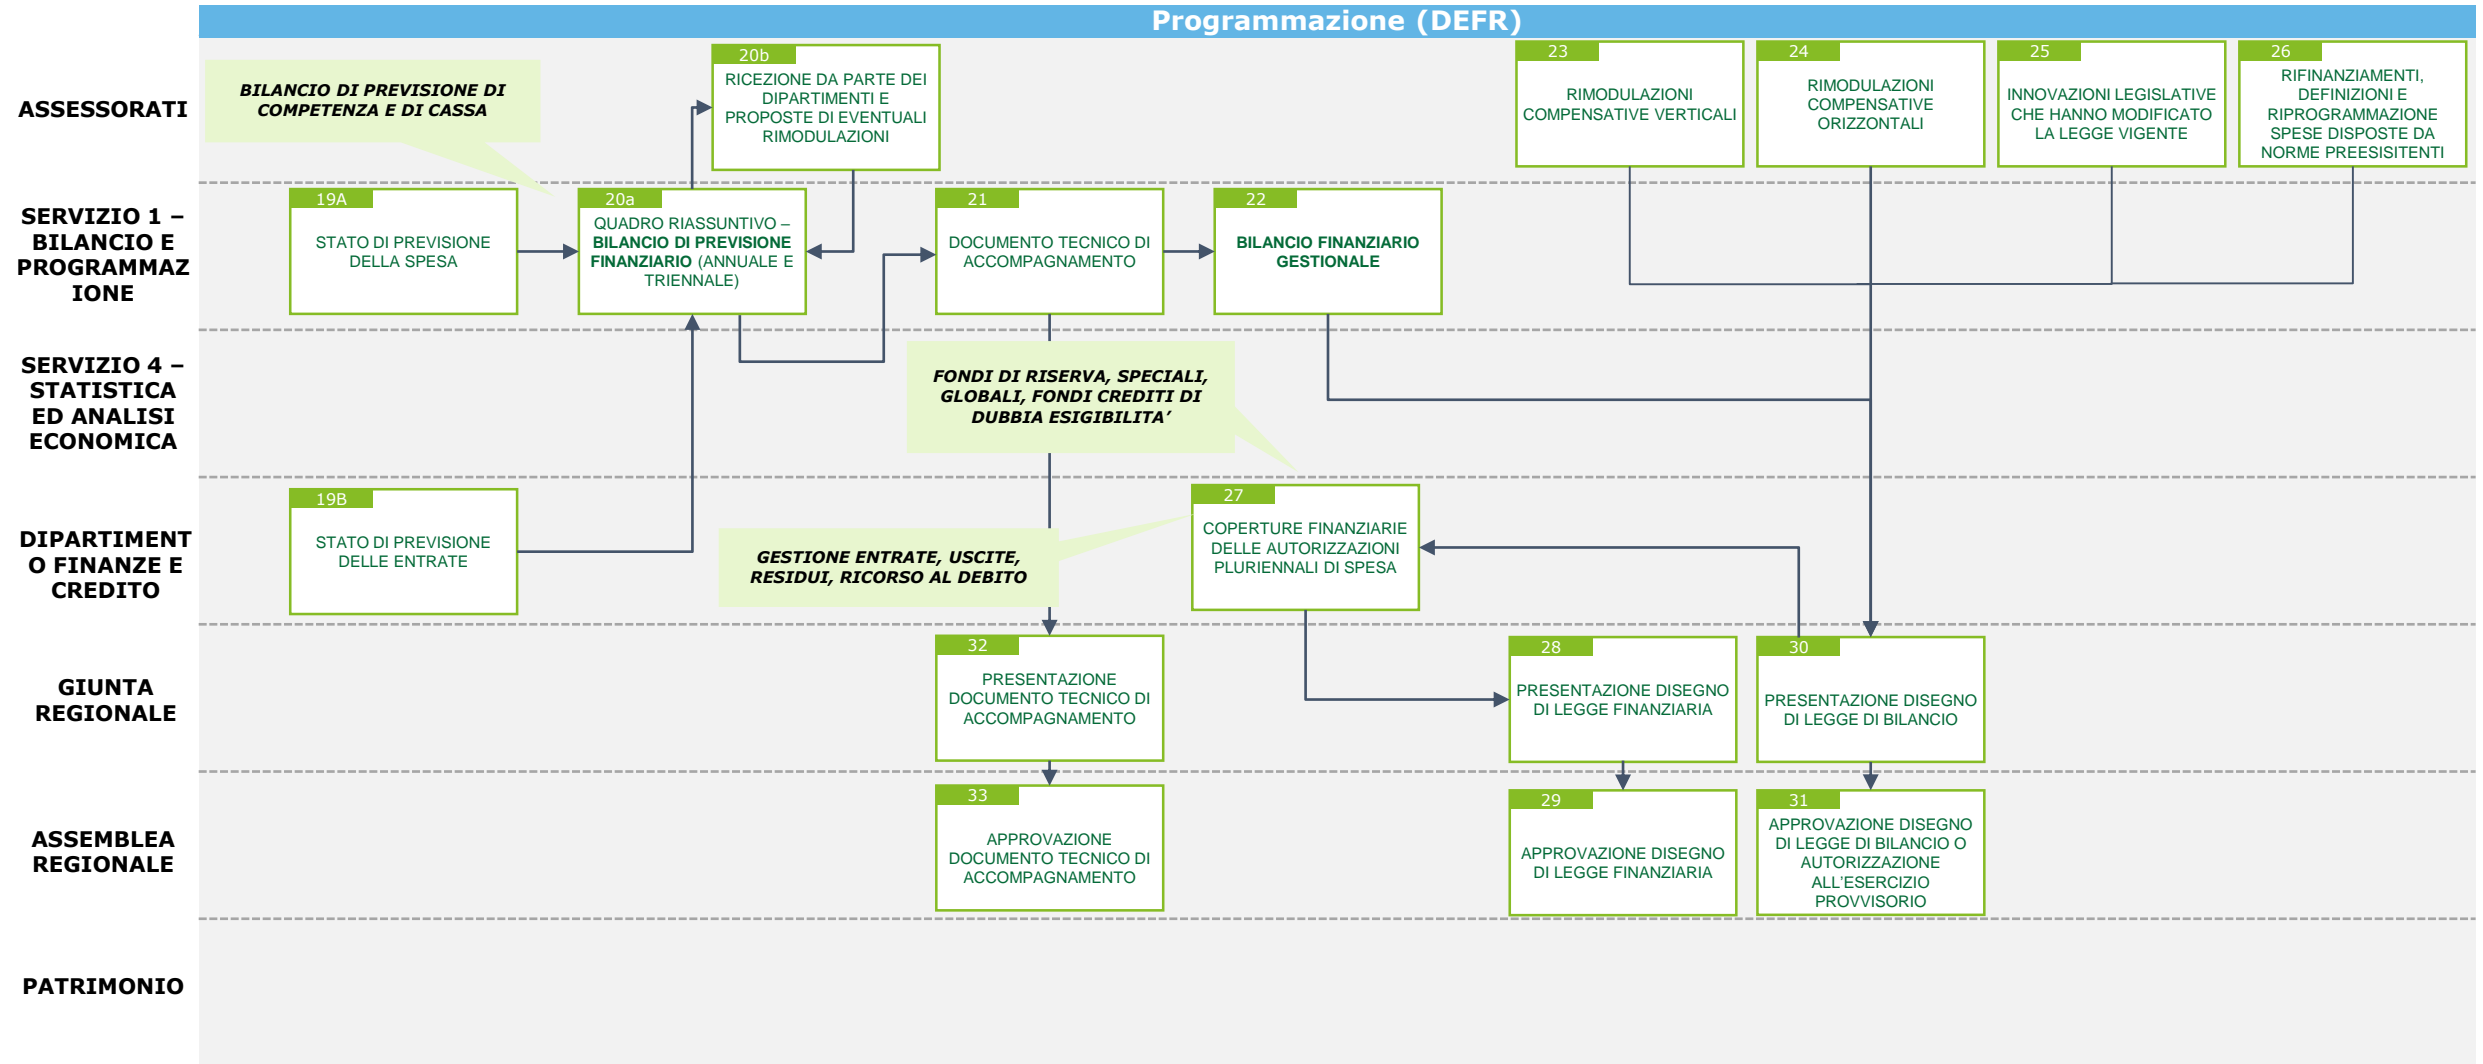 Programmazione (DEFR)
ASSESSORATI
BILANCIO DI PREVISIONE DI
COMPETENZA E DI CASSA
20b
RICEZIONE DA PARTE DEI
DIPARTIMENTI E
PROPOSTE DI EVENTUALI
RIMODULAZIONI
23
RIMODULAZIONI
COMPENSATIVE VERTICALI
24
RIMODULAZIONI
COMPENSATIVE
ORIZZONTALI
25
INNOVAZIONI LEGISLATIVE
CHE HANNO MODIFICATO
LA LEGGE VIGENTE
26
RIFINANZIAMENTI,
DEFINIZIONI E
RIPROGRAMMAZIONE
SPESE DISPOSTE DA
NORME PREESISITENTI
SERVIZIO 1 –
BILANCIO E
PROGRAMMAZ
IONE
19A
STATO DI PREVISIONE
DELLA SPESA
20a
QUADRO RIASSUNTIVO –
BILANCIO DI PREVISIONE
FINANZIARIO (ANNUALE E
TRIENNALE)
21
DOCUMENTO TECNICO DI
ACCOMPAGNAMENTO
22
BILANCIO FINANZIARIO
GESTIONALE
SERVIZIO 4 –
STATISTICA
ED ANALISI
ECONOMICA
FONDI DI RISERVA, SPECIALI,
GLOBALI, FONDI CREDITI DI
DUBBIA ESIGIBILITA’
DIPARTIMENT
O FINANZE E
CREDITO
19B
STATO DI PREVISIONE
DELLE ENTRATE
GESTIONE ENTRATE, USCITE,
RESIDUI, RICORSO AL DEBITO
27
COPERTURE FINANZIARIE
DELLE AUTORIZZAZIONI
PLURIENNALI DI SPESA
GIUNTA
REGIONALE
32
PRESENTAZIONE
DOCUMENTO TECNICO DI
ACCOMPAGNAMENTO
28
PRESENTAZIONE DISEGNO
DI LEGGE FINANZIARIA
30
PRESENTAZIONE DISEGNO
DI LEGGE DI BILANCIO
ASSEMBLEA
REGIONALE
33
APPROVAZIONE
DOCUMENTO TECNICO DI
ACCOMPAGNAMENTO
29
APPROVAZIONE DISEGNO
DI LEGGE FINANZIARIA
31
APPROVAZIONE DISEGNO
DI LEGGE DI BILANCIO O
AUTORIZZAZIONE
ALL’ESERCIZIO
PROVVISORIO
PATRIMONIO